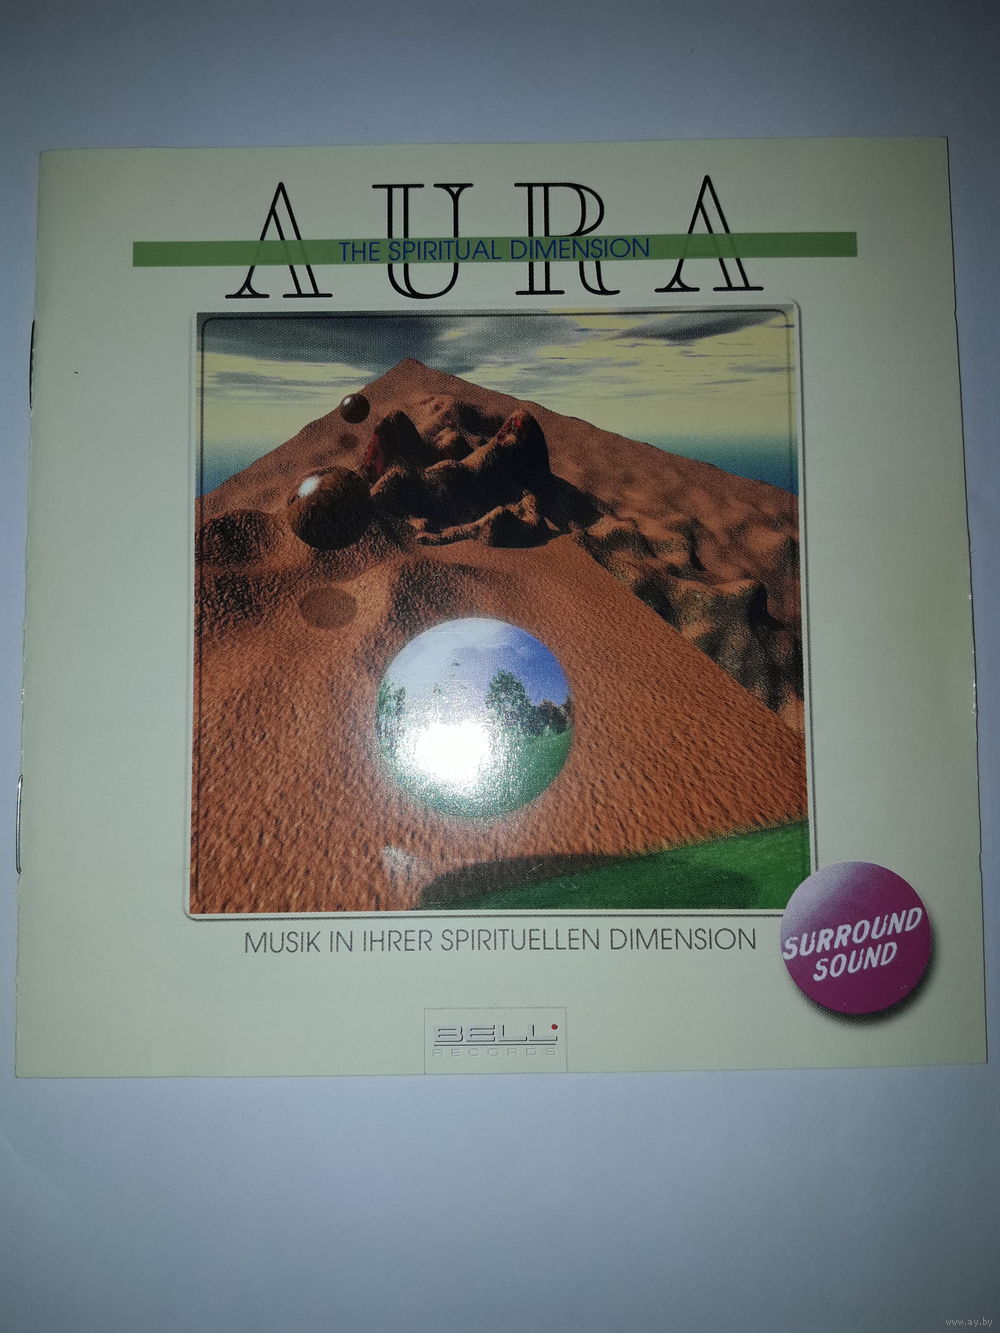 AURA
THE SPIRITUAL DIMENSION
MUSIK IN IHRER SPIRITUELLEN DIMENSION
SURROUND
SOUND
BELL
RECORDS
www.ay.by